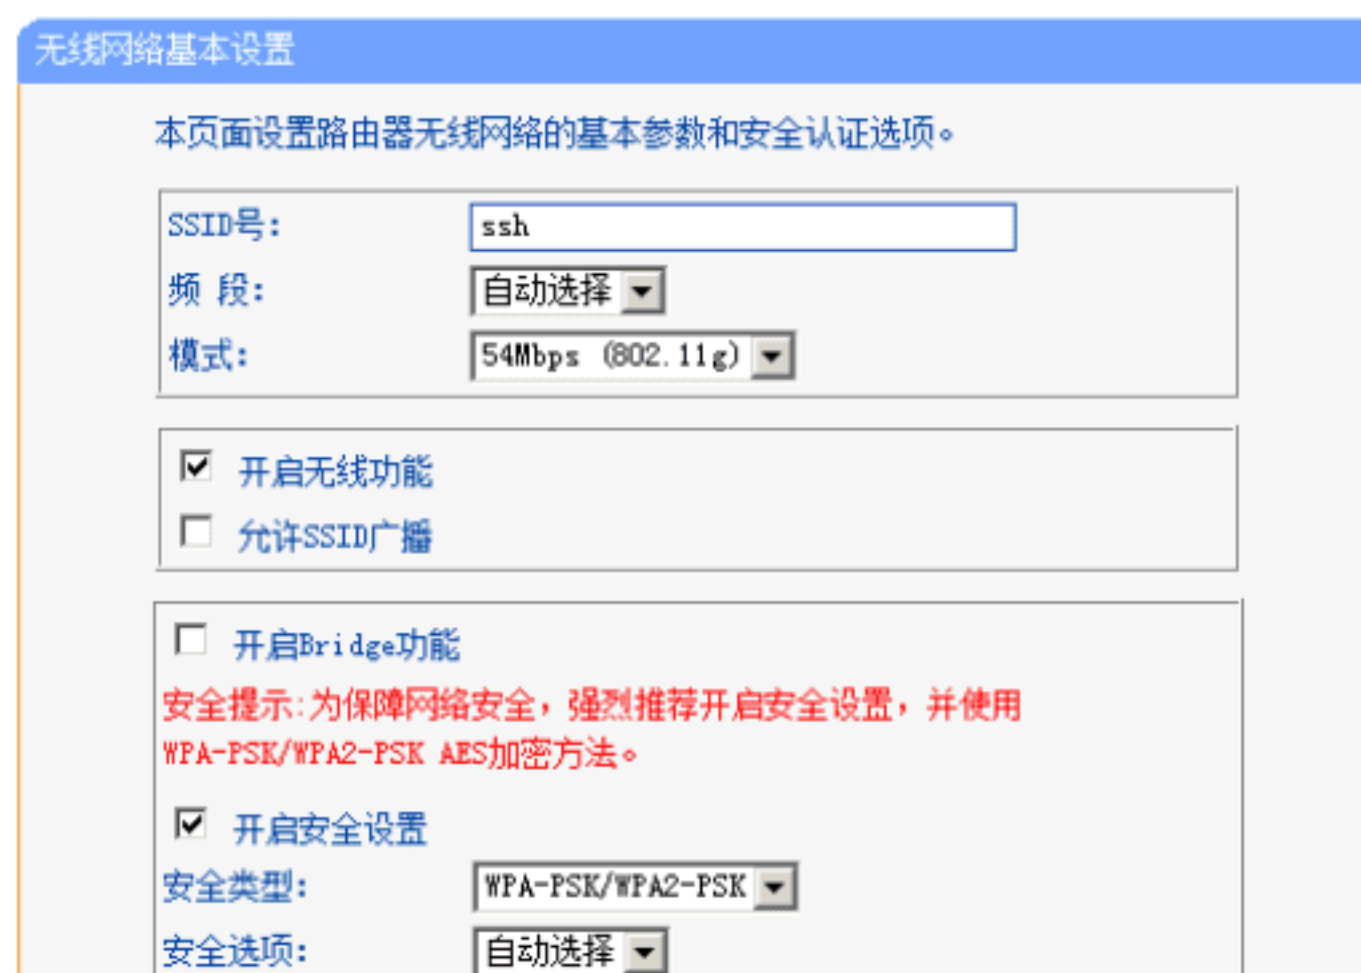 无线网络基本设置
本页面设置路由器无线网络的基本参数和安全认证选项。
SSID号: ssh
频 段: 自动选择
模式: 54Mbps (802.11g)
开启无线功能
允许SSID广播
开启Bridge功能
安全提示:为保障网络安全，强烈推荐开启安全设置，并使用
WPA-PSK/WPA2-PSK AES加密方法。
开启安全设置
安全类型: WPA-PSK/WPA2-PSK
安全选项: 自动选择